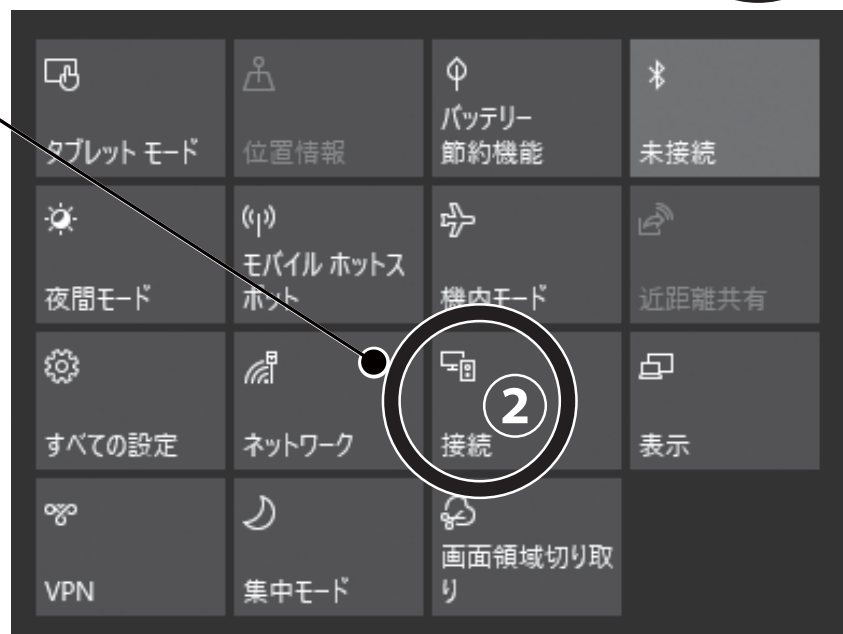 タブレット モード
位置情報
バッテリー
節約機能
未接続
夜間モード
モバイル ホットス
ポット
機内モード
近距離共有
すべての設定
ネットワーク
②
接続
表示
VPN
集中モード
画面領域切り取
り